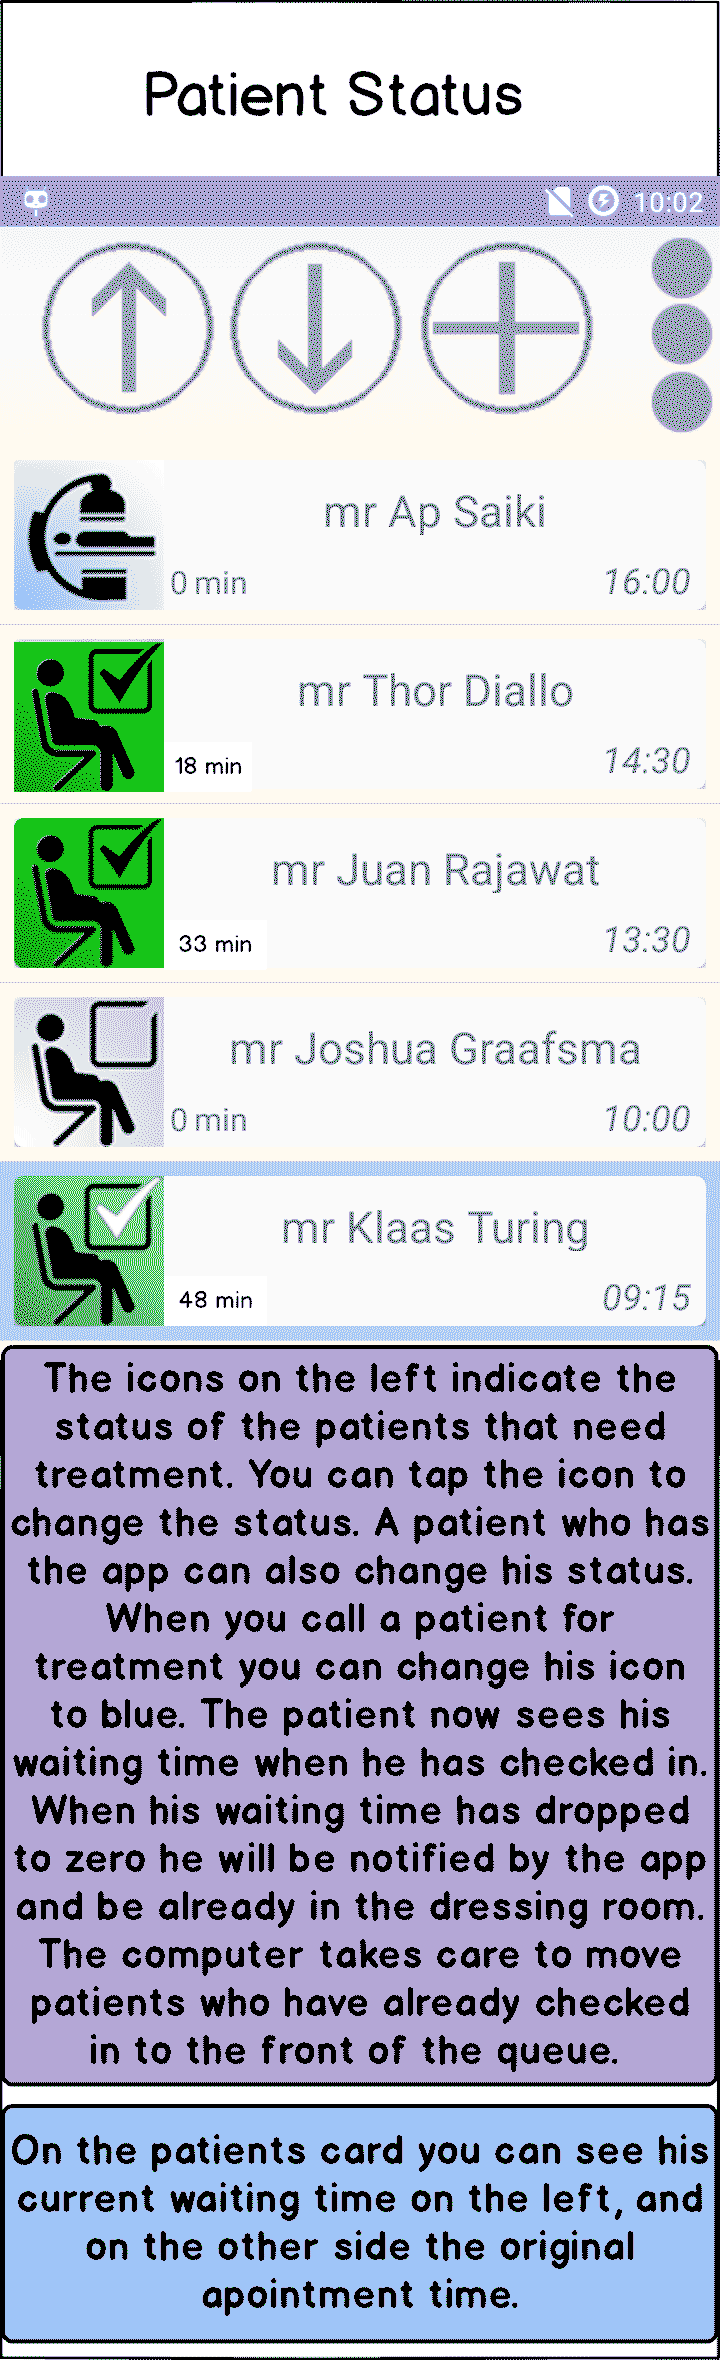 Patient Status
10:02
mr Ap Saiki
0 min
16:00
mr Thor Diallo
18 min
14:30
mr Juan Rajawat
33 min
13:30
mr Joshua Graafsma
0 min
10:00
mr Klaas Turing
48 min
09:15
The icons on the left indicate the
status of the patients that need
treatment. You can tap the icon to
change the status. A patient who has
the app can also change his status.
When you call a patient for
treatment you can change his icon
to blue. The patient now sees his
waiting time when he has checked in.
When his waiting time has dropped
to zero he will be notified by the app
and be already in the dressing room.
The computer takes care to move
patients who have already checked
in to the front of the queue.
On the patients card you can see his
current waiting time on the left, and
on the other side the original
apointment time.